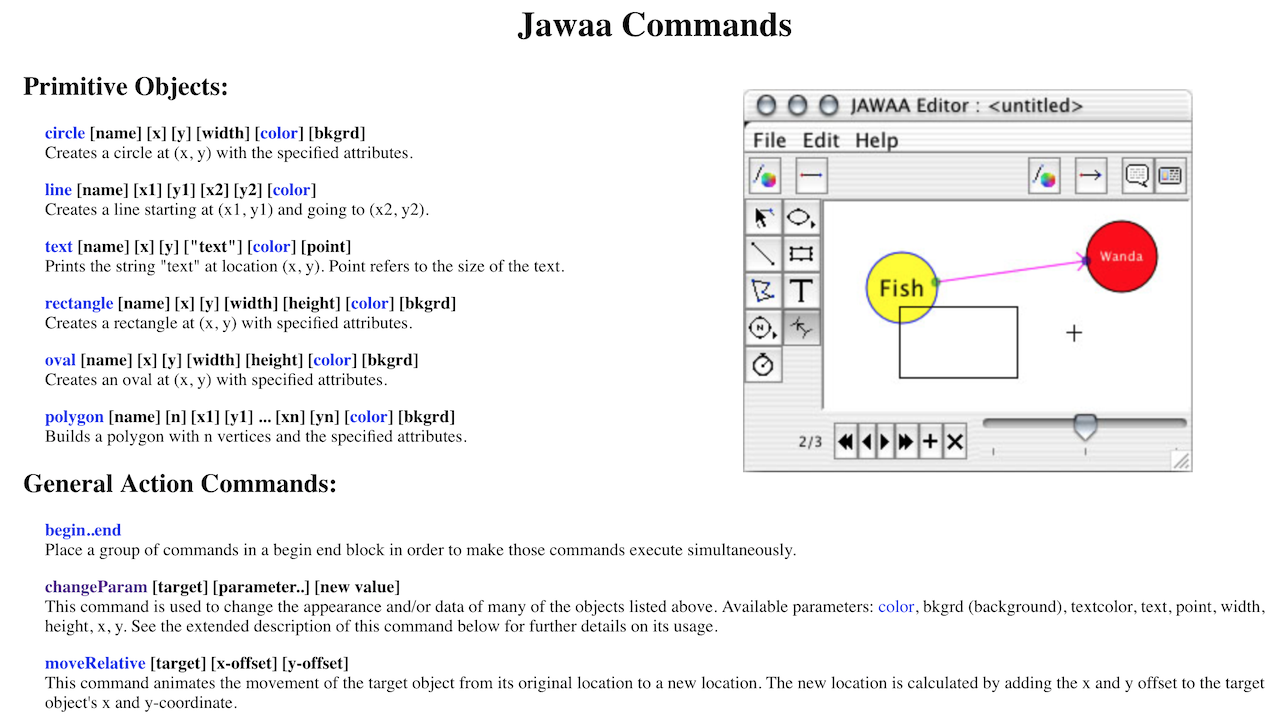 Jawaa Commands
Primitive Objects:
circle [name] [x] [y] [width] [color] [bkgrd]
Creates a circle at (x, y) with the specified attributes.
line [name] [x1] [y1] [x2] [y2] [color]
Creates a line starting at (x1, y1) and going to (x2, y2).
text [name] [x] [y] ["text"] [color] [point]
Prints the string "text" at location (x, y). Point refers to the size of the text.
rectangle [name] [x] [y] [width] [height] [color] [bkgrd]
Creates a rectangle at (x, y) with specified attributes.
oval [name] [x] [y] [width] [height] [color] [bkgrd]
Creates an oval at (x, y) with specified attributes.
polygon [name] [n] [x1] [y1] ... [xn] [yn] [color] [bkgrd]
Builds a polygon with n vertices and the specified attributes.
JAWAA Editor : <untitled>
File Edit Help
T
N
Fish
Wanda
2/3
General Action Commands:
begin..end
Place a group of commands in a begin end block in order to make those commands execute simultaneously.
changeParam [target] [parameter..] [new value]
This command is used to change the appearance and/or data of many of the objects listed above. Available parameters: color, bkgrd (background), textcolor, text, point, width,
height, x, y. See the extended description of this command below for further details on its usage.
moveRelative [target] [x-offset] [y-offset]
This command animates the movement of the target object from its original location to a new location. The new location is calculated by adding the x and y offset to the target
object's x and y-coordinate.